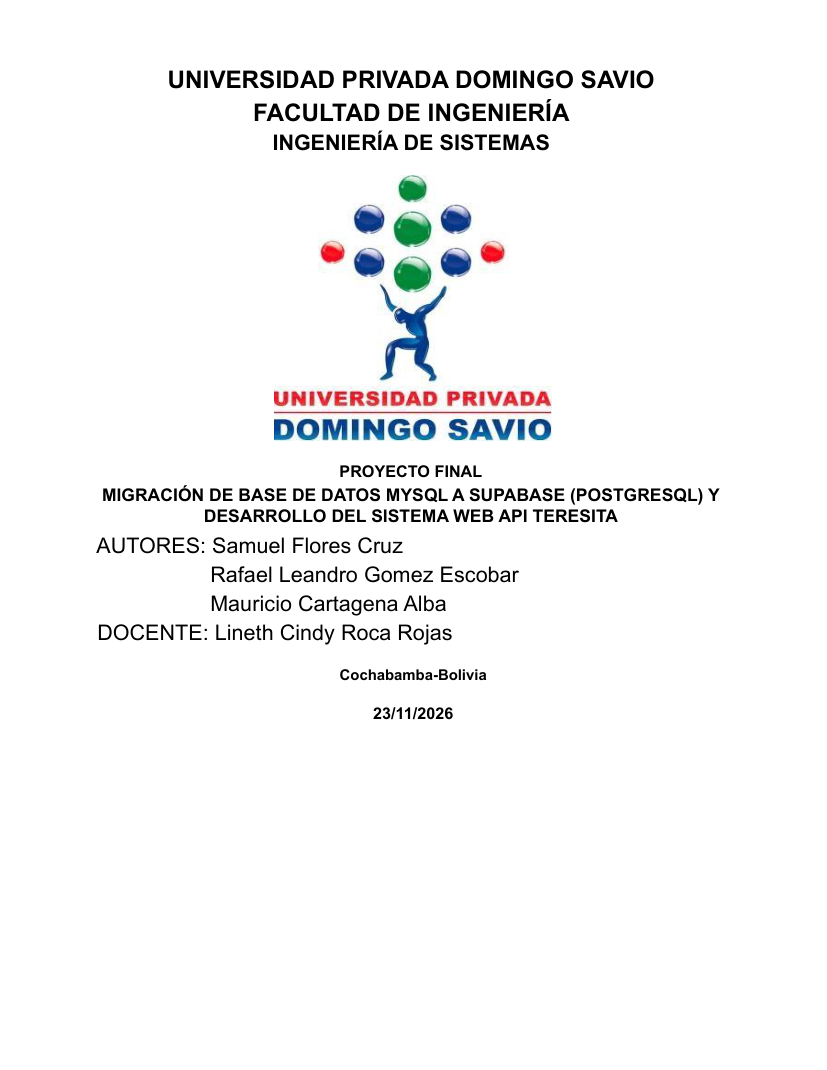 UNIVERSIDAD PRIVADA DOMINGO SAVIO
FACULTAD DE INGENIERÍA
INGENIERÍA DE SISTEMAS
UNIVERSIDAD PRIVADA
DOMINGO SAVIO
PROYECTO FINAL
MIGRACIÓN DE BASE DE DATOS MYSQL A SUPABASE (POSTGRESQL) Y
DESARROLLO DEL SISTEMA WEB API TERESITA
AUTORES: Samuel Flores Cruz
Rafael Leandro Gomez Escobar
Mauricio Cartagena Alba
DOCENTE: Lineth Cindy Roca Rojas
Cochabamba-Bolivia
23/11/2026